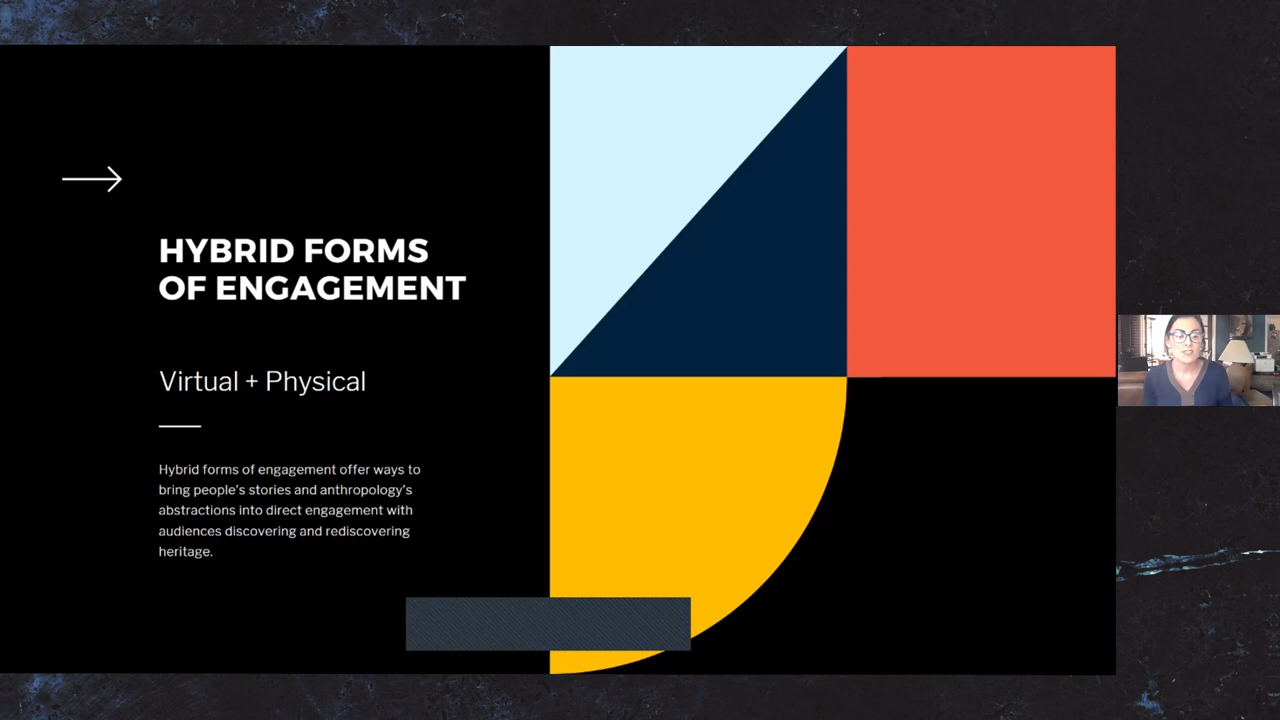 HYBRID FORMS
OF ENGAGEMENT
Virtual + Physical
Hybrid forms of engagement offer ways to
bring people's stories and anthropology's
abstractions into direct engagement with
audiences discovering and rediscovering
heritage.